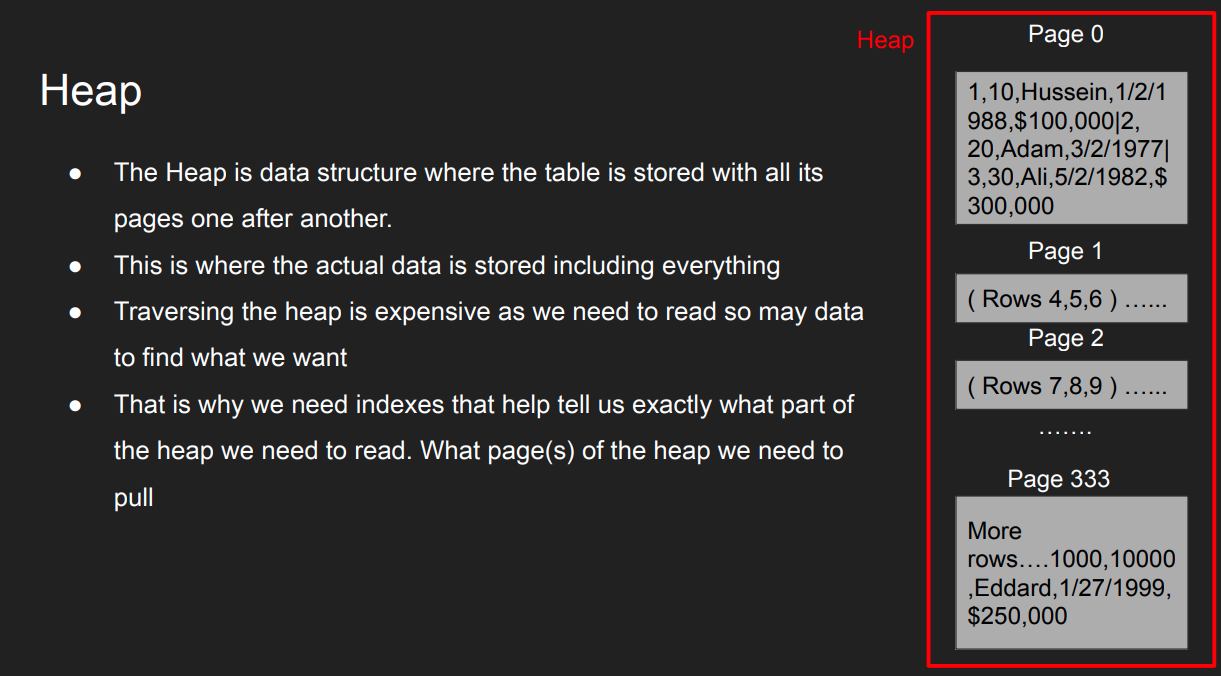 Heap
The Heap is data structure where the table is stored with all its
pages one after another.
This is where the actual data is stored including everything
Traversing the heap is expensive as we need to read so may data
to find what we want
That is why we need indexes that help tell us exactly what part of
the heap we need to read. What page(s) of the heap we need to
pull
Heap
Page 0
1,10,Hussein,1/2/1
988,$100,000|2,
20,Adam,3/2/1977|
3,30,Ali,5/2/1982,$
300,000
Page 1
( Rows 4,5,6 ) …...
Page 2
( Rows 7,8,9 ) …...
…….
Page 333
More
rows….1000,10000
,Eddard,1/27/1999,
$250,000